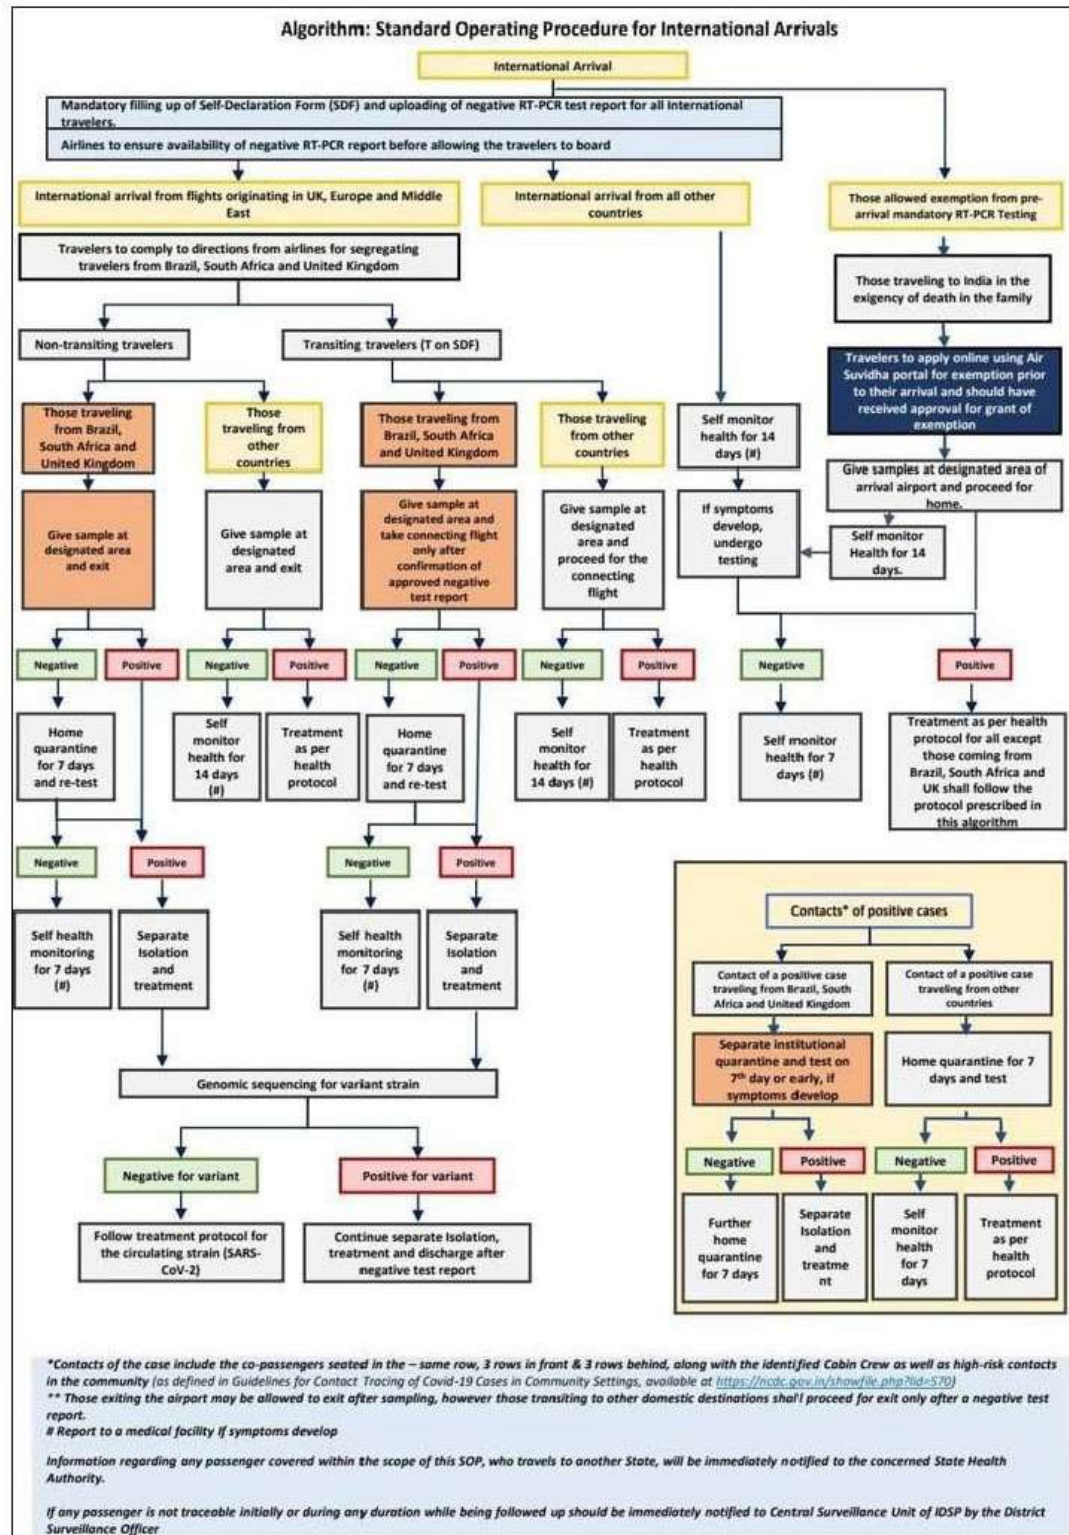 Algorithm: Standard Operating Procedure for International Arrivals
International Arrival
Mandatory filling up of Self-Declaration Form (SDF) and uploading of negative RT-PCR test report for all International
travelers.
Airlines to ensure availability of negative RT-PCR report before allowing the travelers to board
International arrival from flights originating in UK, Europe and Middle
East
International arrival from all other
countries
Those allowed exemption from pre-
arrival mandatory RT-PCR Testing
Travelers to comply to directions from airlines for segregating
travelers from Brazil, South Africa and United Kingdom
Those traveling to India in the
exigency of death in the family
Non-transiting travelers
Transiting travelers (T on SDF)
Travelers to apply online using Air
Suvidha portal for exemption prior
to their arrival and should have
received approval for grant of
exemption
Those traveling
from Brazil,
South Africa and
United Kingdom
Those
traveling from
other
countries
Those traveling from
Brazil, South Africa
and United Kingdom
Those traveling
from other
countries
Self monitor
health for 14
days (#)
Give samples at designated area of
arrival airport and proceed for
home.
Give sample at
designated area
and exit
Give sample at
designated
area and exit
Give sample at
designated area and
take connecting flight
only after
confirmation of
approved negative
test report
Give sample at
designated
area and
proceed for the
connecting
flight
If symptoms
develop,
undergo
testing
Self monitor
Health for 14
days.
Negative
Positive
Negative
Positive
Negative
Positive
Negative
Positive
Negative
Positive
Home
quarantine
for 7 days
and re-test
Self
monitor
health for
14 days
(#)
Treatment
as per
health
protocol
Home
quarantine
for 7 days
and re-test
Self
monitor
health for
14 days (#)
Treatment
as per
health
protocol
Self monitor
health for 7
days (#)
Treatment as per health
protocol for all except
those coming from
Brazil, South Africa and
UK shall follow the
protocol prescribed in
this algorithm
Negative
Positive
Negative
Positive
Self health
monitoring
for 7 days
(#)
Separate
Isolation
and
treatment
Self health
monitoring
for 7 days
(#)
Separate
Isolation
and
treatment
Genomic sequencing for variant strain
Negative for variant
Positive for variant
Follow treatment protocol for
the circulating strain (SARS-
CoV-2)
Continue separate Isolation,
treatment and discharge after
negative test report
Contacts* of positive cases
Contact of a positive case
traveling from Brazil, South
Africa and United Kingdom
Contact of a positive case
traveling from other
countries
Separate institutional
quarantine and test on
7th day or early, if
symptoms develop
Home quarantine for 7
days and test
Negative
Positive
Negative
Positive
Further
home
quarantine
for 7 days
Separate
Isolation
and
treatme
nt
Self
monitor
health
for 7
days
Treatment
as per
health
protocol
*Contacts of the case include the co-passengers seated in the – same row, 3 rows in front & 3 rows behind, along with the identified Cabin Crew as well as high-risk contacts
in the community (as defined in Guidelines for Contact Tracing of Covid-19 Cases in Community Settings, available at https://ncdc.gov.in/showfile.php?lid=570)
** Those exiting the airport may be allowed to exit after sampling, however those transiting to other domestic destinations shall proceed for exit only after a negative test
report.
# Report to a medical facility If symptoms develop
Information regarding any passenger covered within the scope of this SOP, who travels to another State, will be immediately notified to the concerned State Health
Authority.
If any passenger is not traceable initially or during any duration while being followed up should be immediately notified to Central Surveillance Unit of IDSP by the District
Surveillance Officer